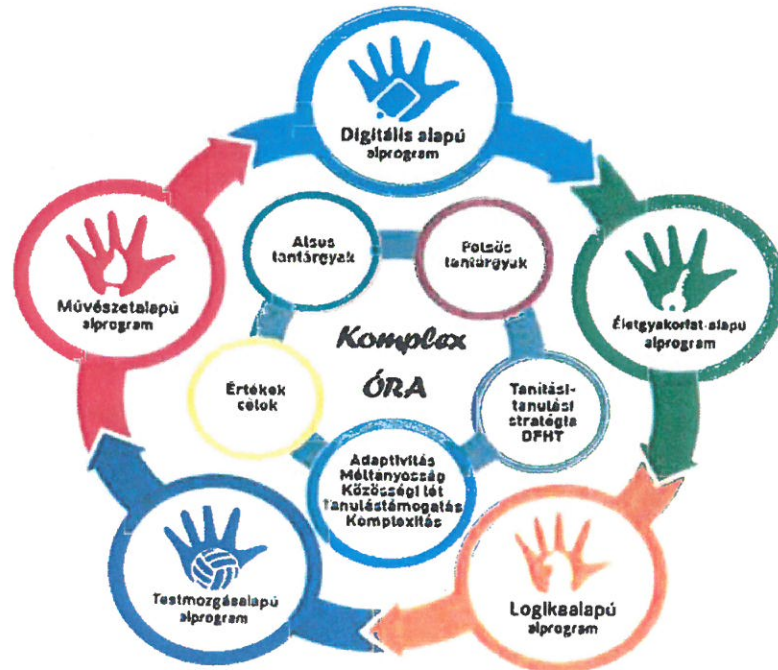 Digitális alapú
alprogram
Alsós
tantárgyak
Felsős
tantárgyak
Művészetalapú
alprogram
Életgyakorlat-alapú
alprogram
Komplex
ÓRA
Értékek
célok
Tanítási-
tanulási
stratégia
DFHT
Adaptivitás
Méltányosság
Közösségi lét
Tanulástámogatás
Komplexitás
Testmozgásalapú
alprogram
Logikaalapú
alprogram